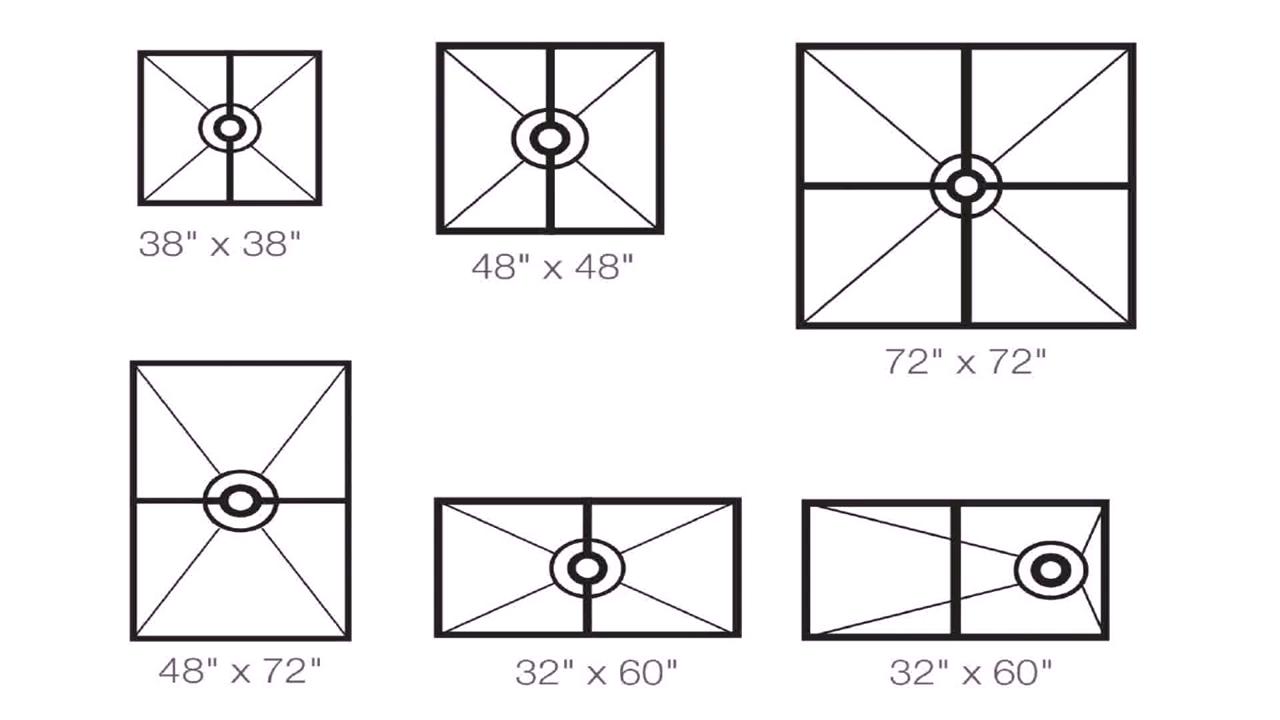 38" x 38"
48" x 48"
72" x 72"
48" x 72"
32" x 60"
32" x 60"